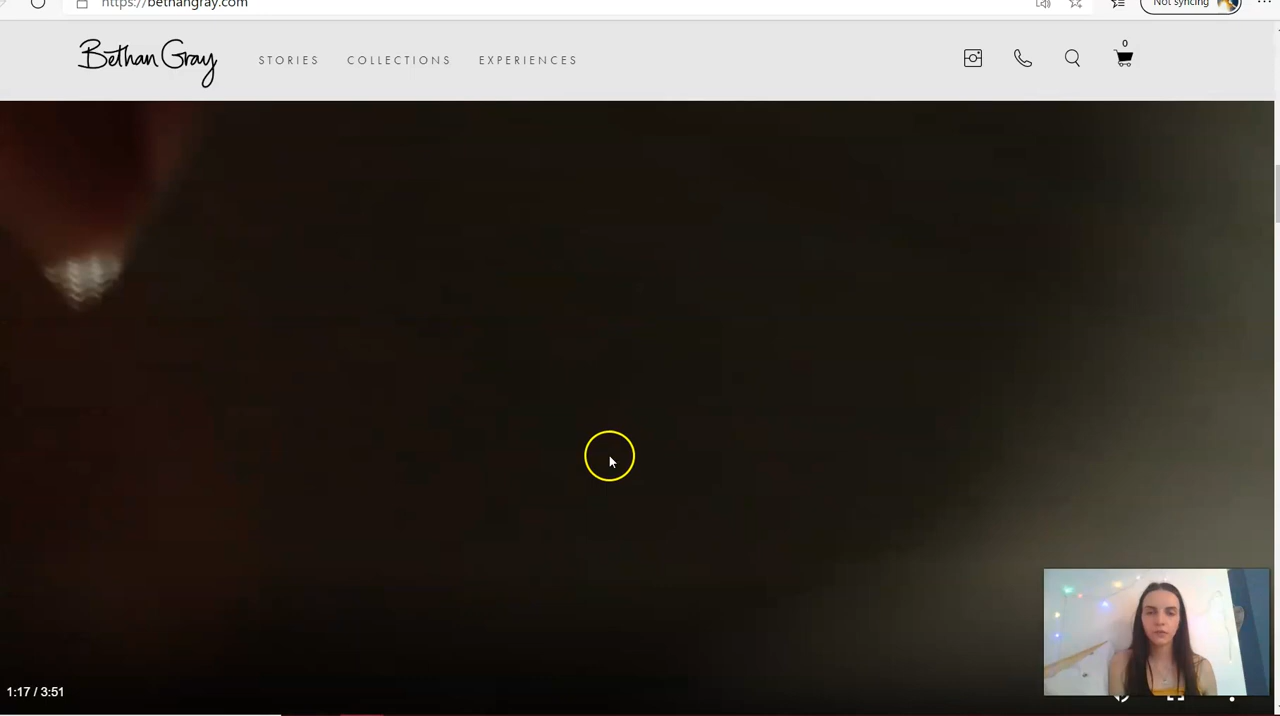 https://bethangray.com
Not syncing
Bethan Gray
STORIES
COLLECTIONS
EXPERIENCES
0
1:17 / 3:51